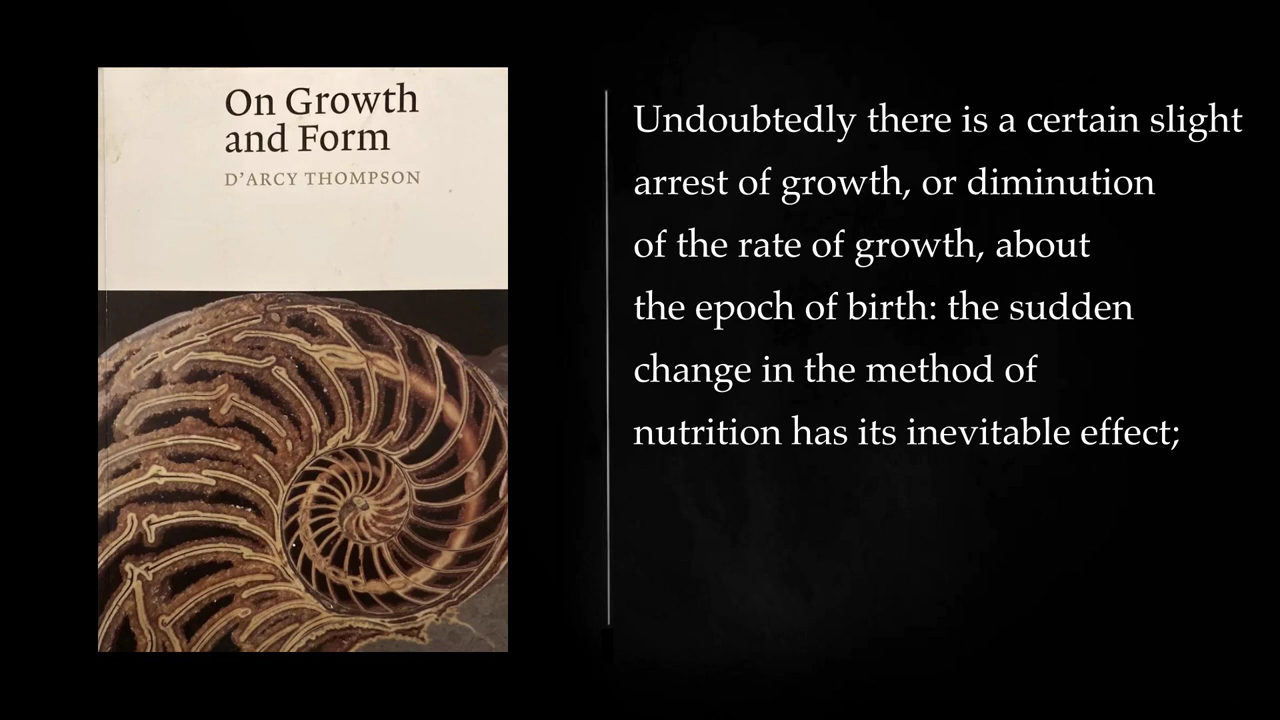 On Growth
and Form
D'ARCY THOMPSON
Undoubtedly there is a certain slight
arrest of growth, or diminution
of the rate of growth, about
the epoch of birth: the sudden
change in the method of
nutrition has its inevitable effect;